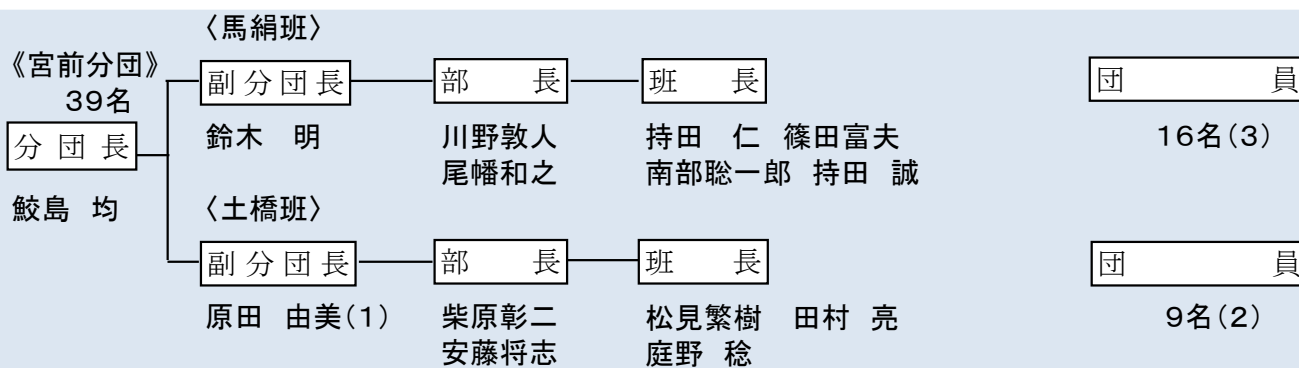 〈馬絹班〉
《宮前分団》
39名
副分団長 部 長 班 長 団 員
分団長
鈴木 明 川野敦人 持田 仁 篠田富夫 16名(3)
尾幡和之 南部聡一郎 持田 誠
鮫島 均
〈土橋班〉
副分団長 部 長 班 長 団 員
原田 由美(1) 柴原彰二 松見繁樹 田村 亮 9名(2)
安藤将志 庭野 稔